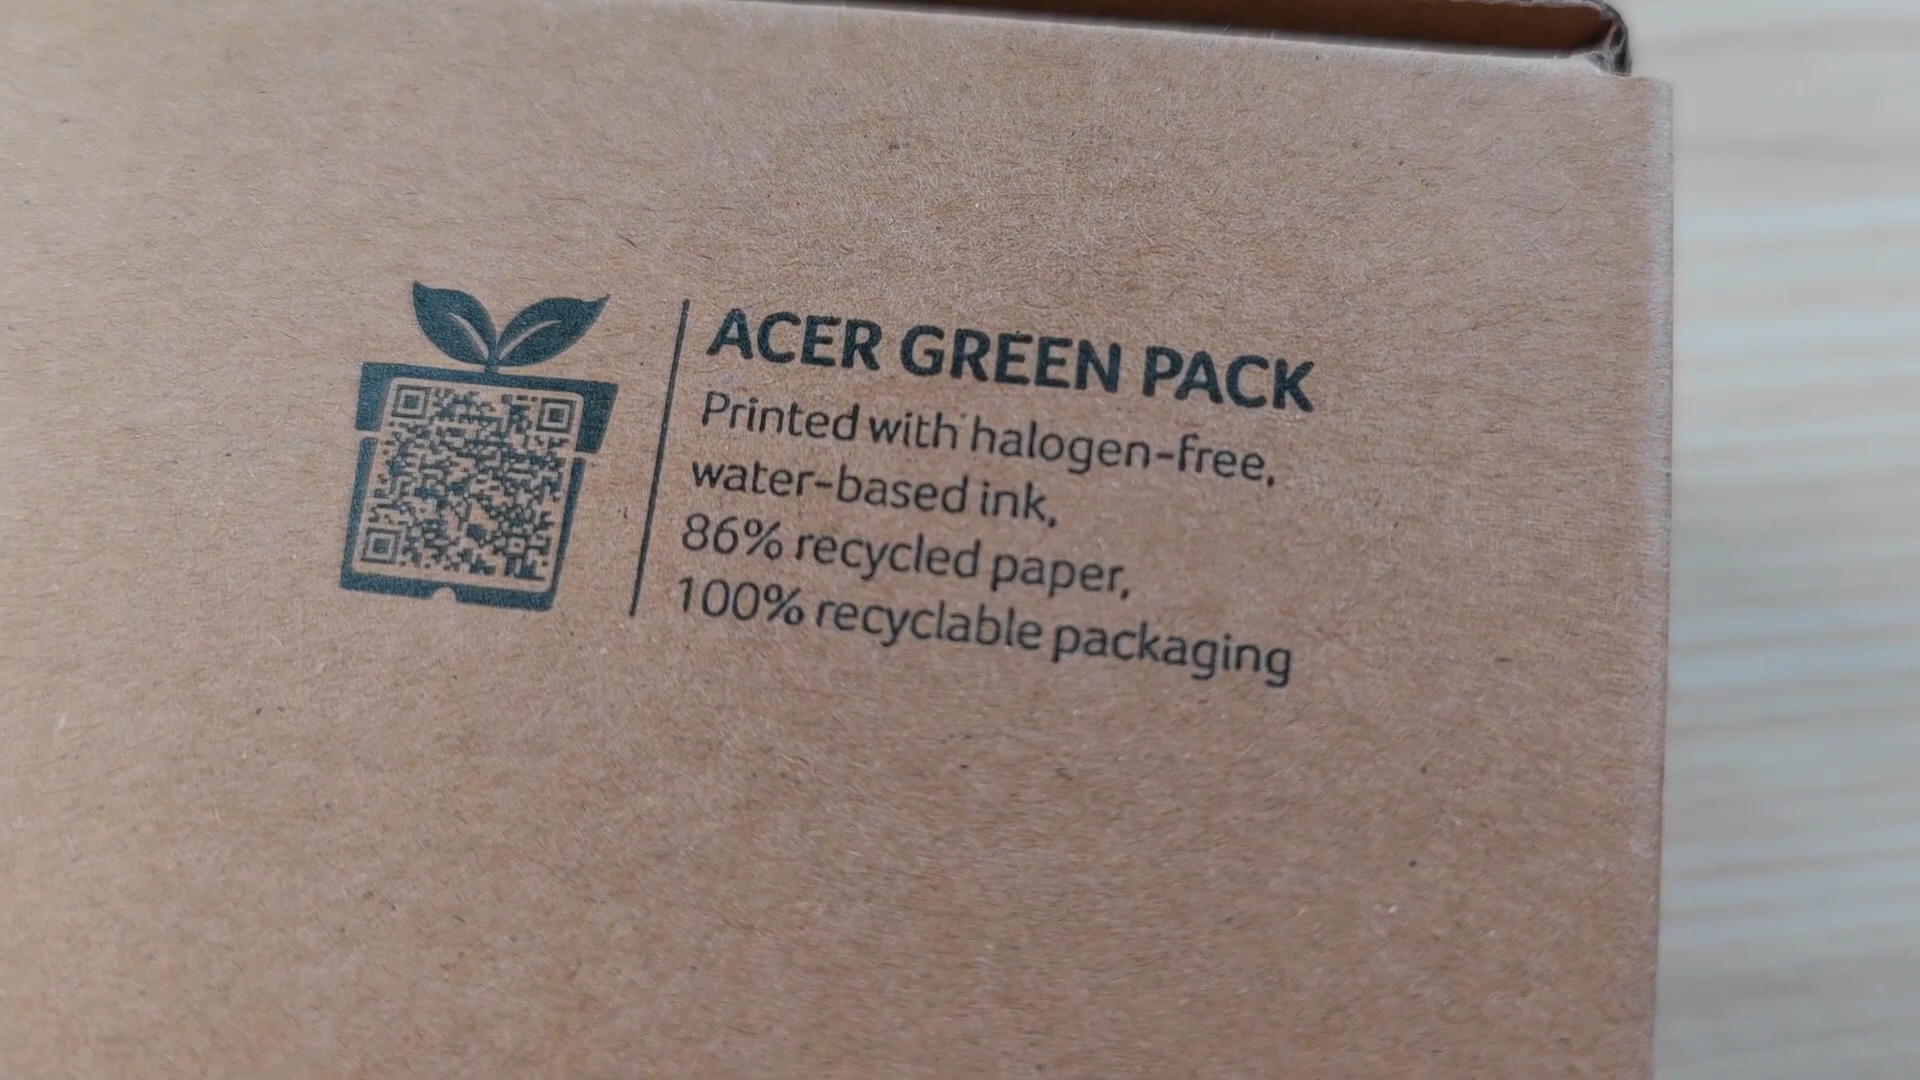 ACER GREEN PACK
Printed with halogen-free,
water-based ink,
86% recycled paper,
100% recyclable packaging